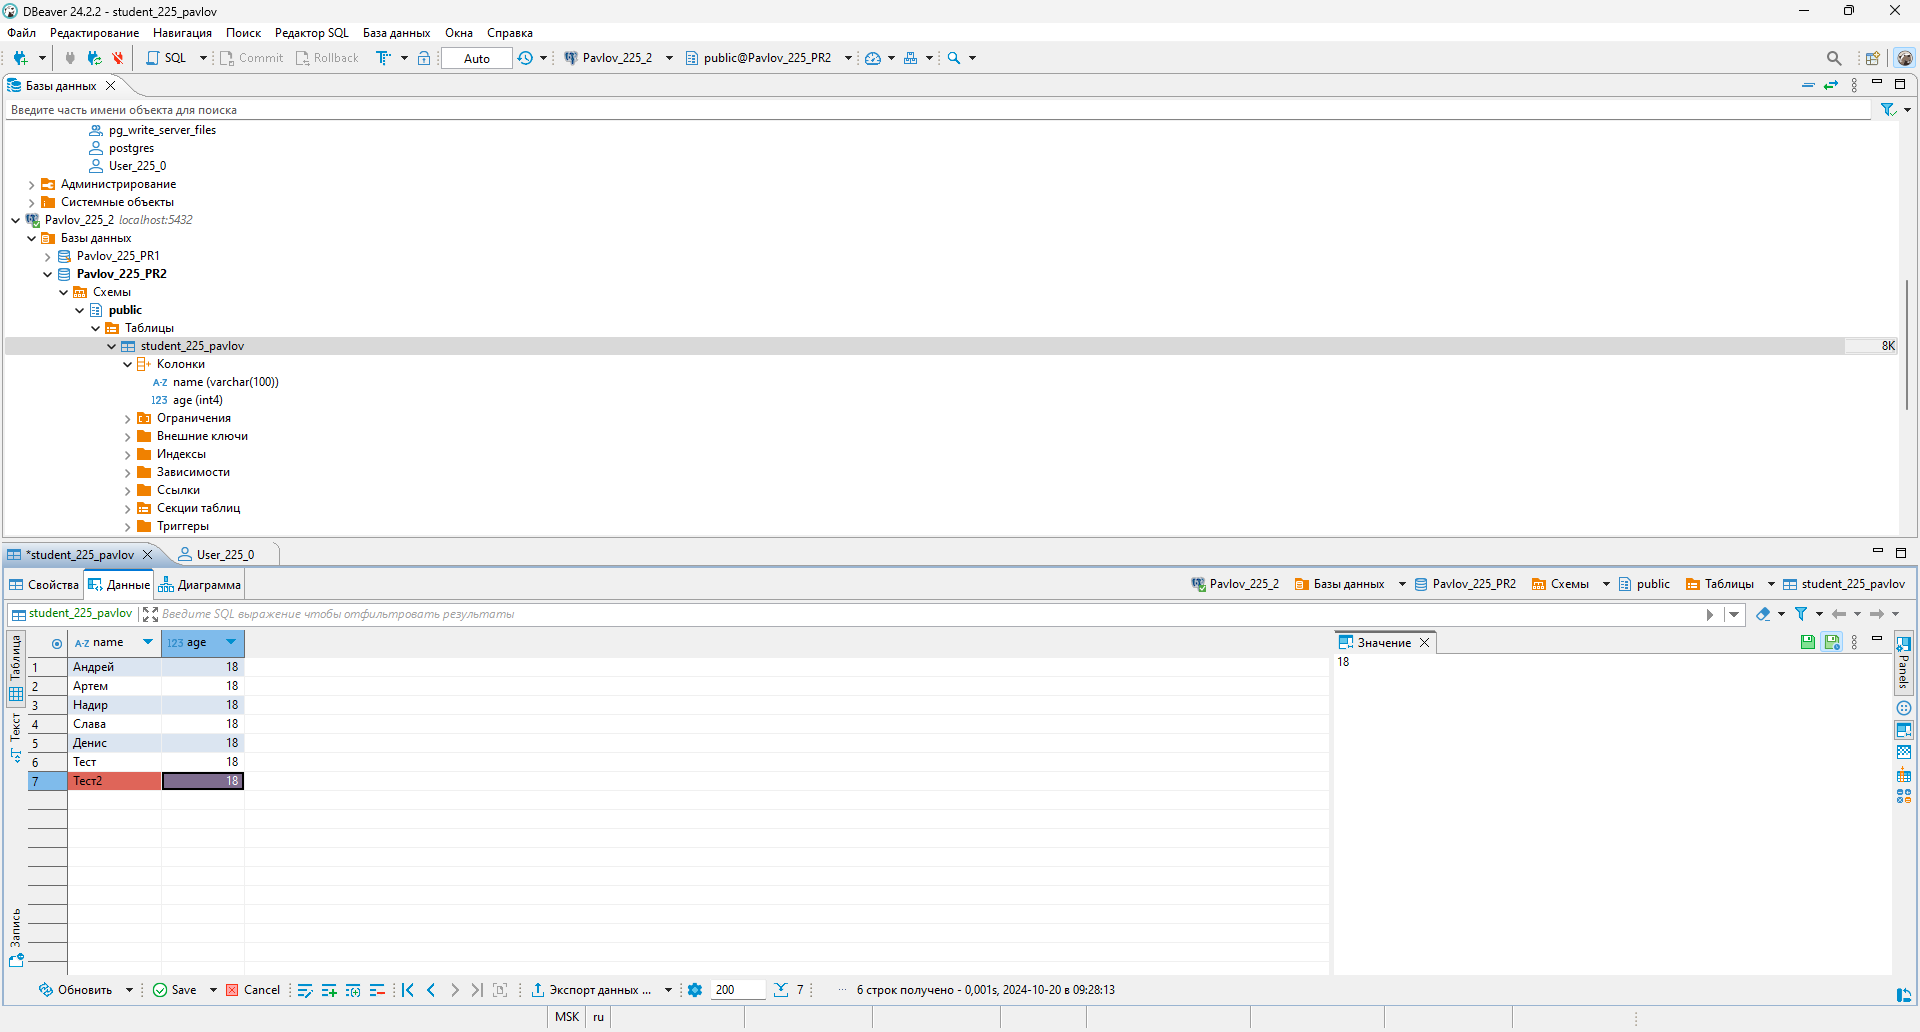 DBeaver 24.2.2 - student_225_pavlov
Файл Редактирование Навигация Поиск Редактор SQL База данных Окна Справка
SQL Commit Rollback Auto Pavlov_225_2 public@Pavlov_225_PR2
Базы данных
Введите часть имени объекта для поиска
pg_write_server_files
postgres
User_225_0
Администрирование
Системные объекты
Pavlov_225_2 localhost:5432
Базы данных
Pavlov_225_PR1
Pavlov_225_PR2
Схемы
public
Таблицы
student_225_pavlov 8K
Колонки
A-Z name (varchar(100))
123 age (int4)
Ограничения
Внешние ключи
Индексы
Зависимости
Ссылки
Секции таблиц
Триггеры
*student_225_pavlov User_225_0
Свойства Данные Диаграмма Pavlov_225_2 Базы данных Pavlov_225_PR2 Схемы public Таблицы student_225_pavlov
student_225_pavlov Введите SQL выражение чтобы отфильтровать результаты
Таблица Текст Запись
A-Z name 123 age
1 Андрей 18
2 Артем 18
3 Надир 18
4 Слава 18
5 Денис 18
6 Тест 18
7 Тест2 18
Значение
18
Panels
Обновить Save Cancel Экспорт данных ... 200 7 6 строк получено - 0,001s, 2024-10-20 в 09:28:13
MSK ru